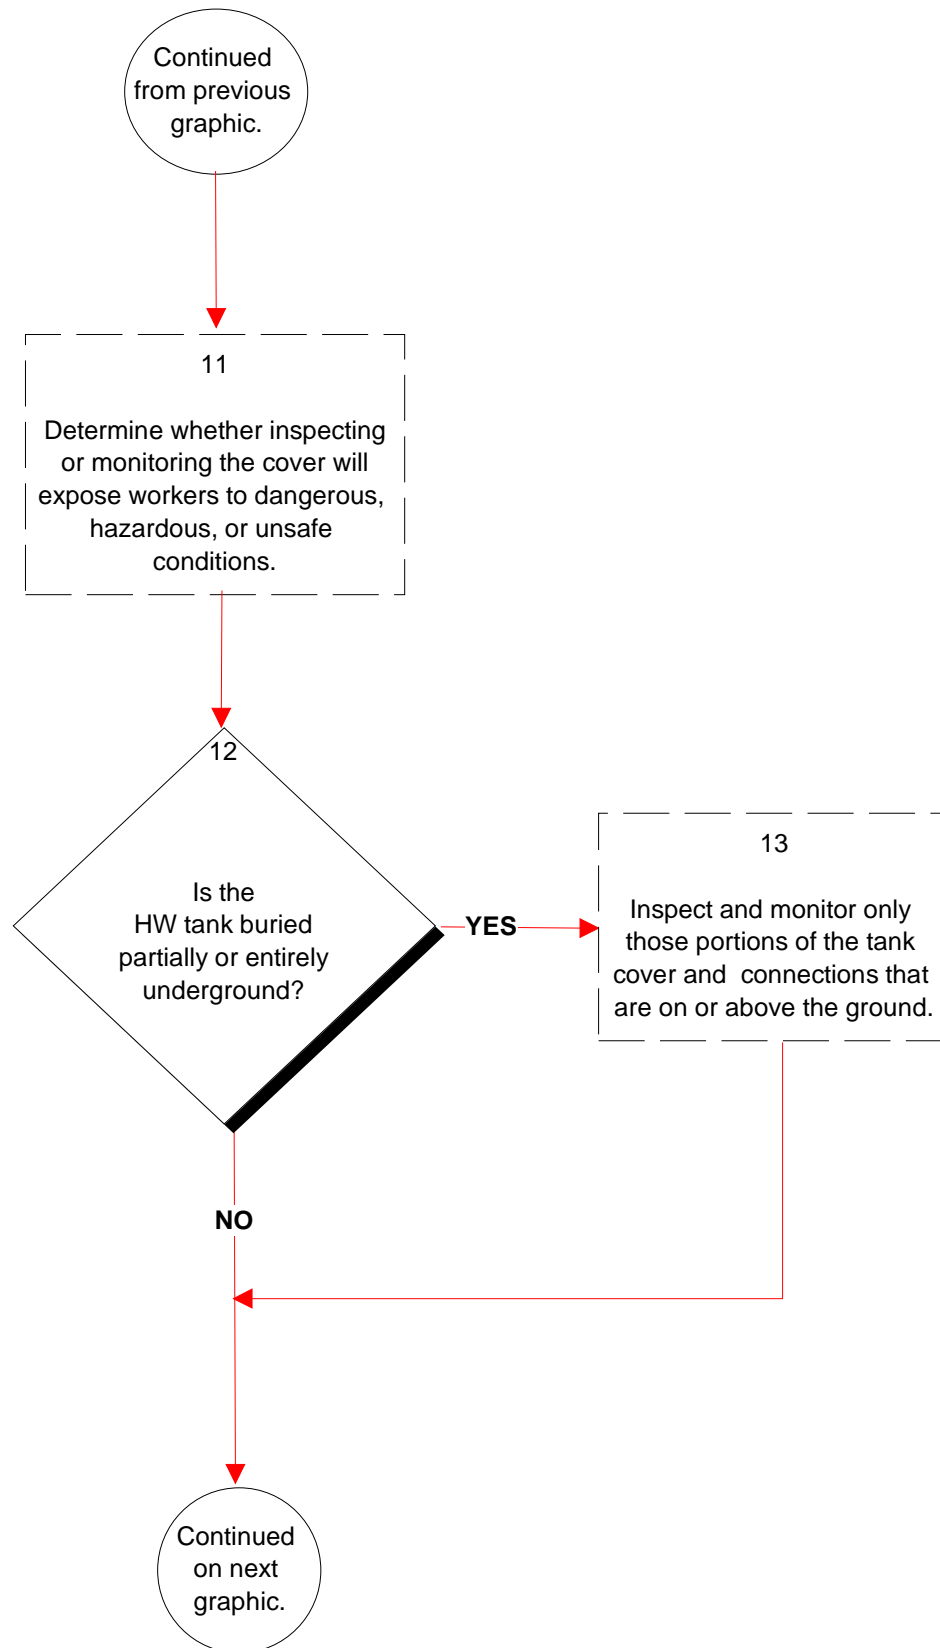 Continued
from previous
graphic.
11
Determine whether inspecting
or monitoring the cover will
expose workers to dangerous,
hazardous, or unsafe
conditions.
12
Is the
HW tank buried
partially or entirely
underground?
YES
13
Inspect and monitor only
those portions of the tank
cover and connections that
are on or above the ground.
NO
Continued
on next
graphic.